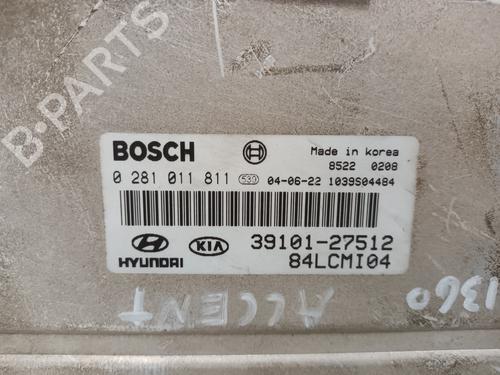 B-PARTS
BOSCH
Made in korea
8522 0208
0 281 011 811 530 04-06-22 1039S04484
HYUNDAI KIA 39101-27512
84LCMI04
ACCENT
1360